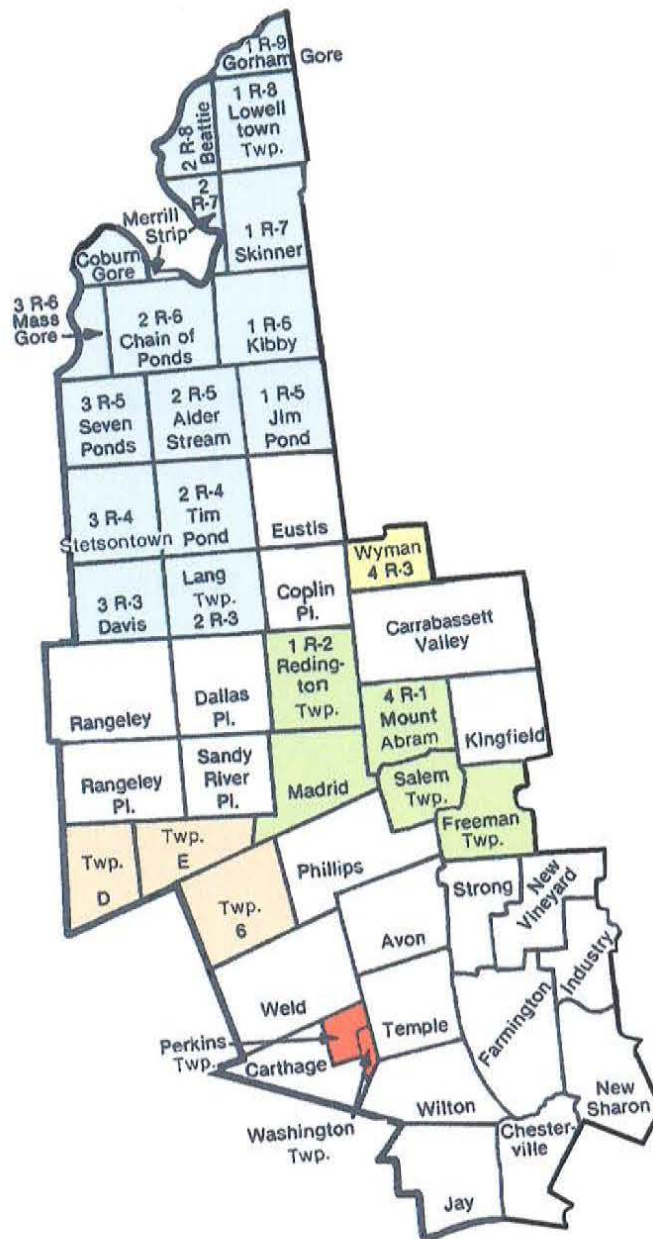 1 R-9
Gorham Gore
1 R-8
Lowell
town
Twp.
2 R-8
Beattie
2
R-7
Merrill
Strip
1 R-7
Skinner
Coburn
Gore
3 R-6
Mass
Gore
2 R-6
Chain of
Ponds
1 R-6
Kibby
3 R-5
Seven
Ponds
2 R-5
Alder
Stream
1 R-5
Jim
Pond
3 R-4
Stetsontown
2 R-4
Tim
Pond
Eustis
Wyman
4 R-3
3 R-3
Davis
Lang
Twp.
2 R-3
Coplin
Pl.
Carrabassett
Valley
Rangeley
Dallas
Pl.
1 R-2
Reding-
ton
Twp.
4 R-1
Mount
Abram
Kingfield
Rangeley
Pl.
Sandy
River
Pl.
Madrid
Salem
Twp.
Freeman
Twp.
Twp.
D
Twp.
E
Twp.
6
Phillips
Strong
New
Vineyard
Avon
Industry
Weld
Farmington
Temple
Perkins
Twp.
Carthage
Washington
Twp.
Wilton
New
Sharon
Chester-
ville
Jay